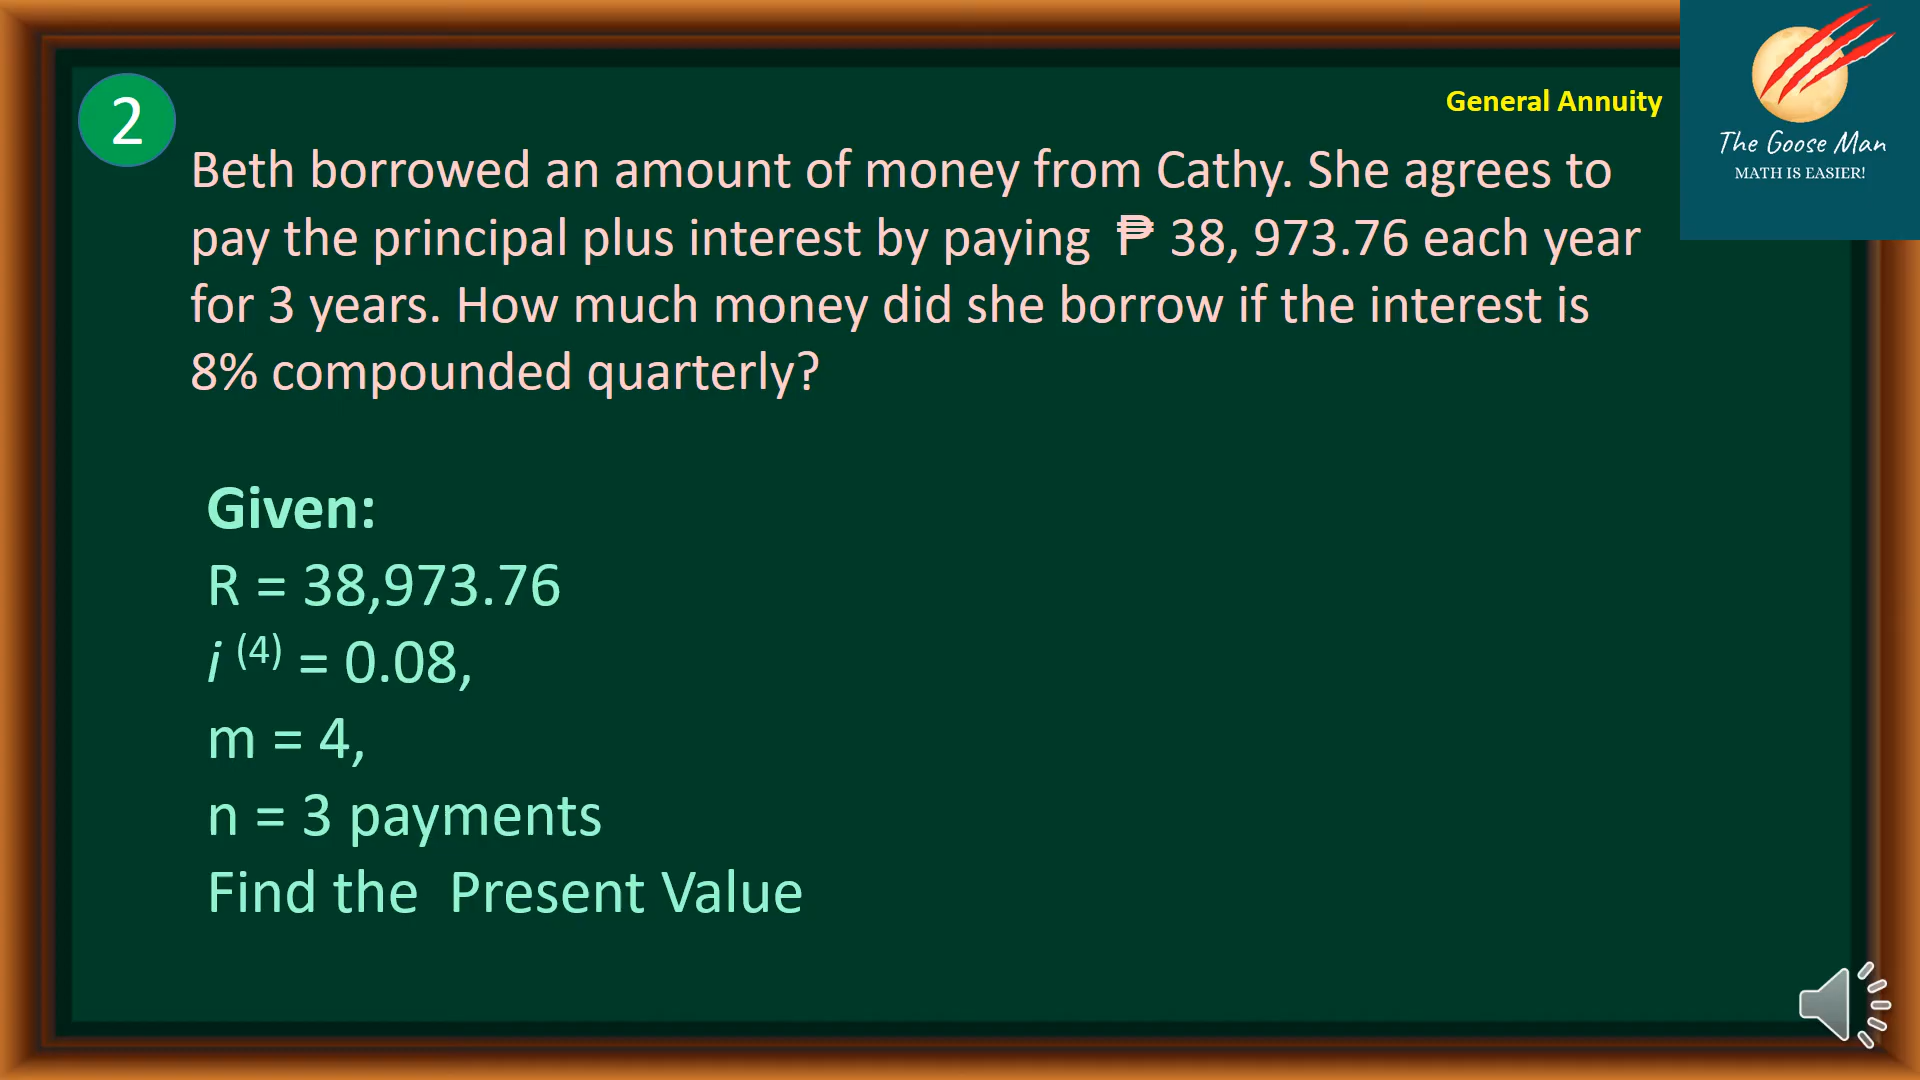 2
General Annuity
The Goose Man
MATH IS EASIER!
Beth borrowed an amount of money from Cathy. She agrees to
pay the principal plus interest by paying ₱ 38, 973.76 each year
for 3 years. How much money did she borrow if the interest is
8% compounded quarterly?
Given:
R = 38,973.76
i (4) = 0.08,
m = 4,
n = 3 payments
Find the Present Value